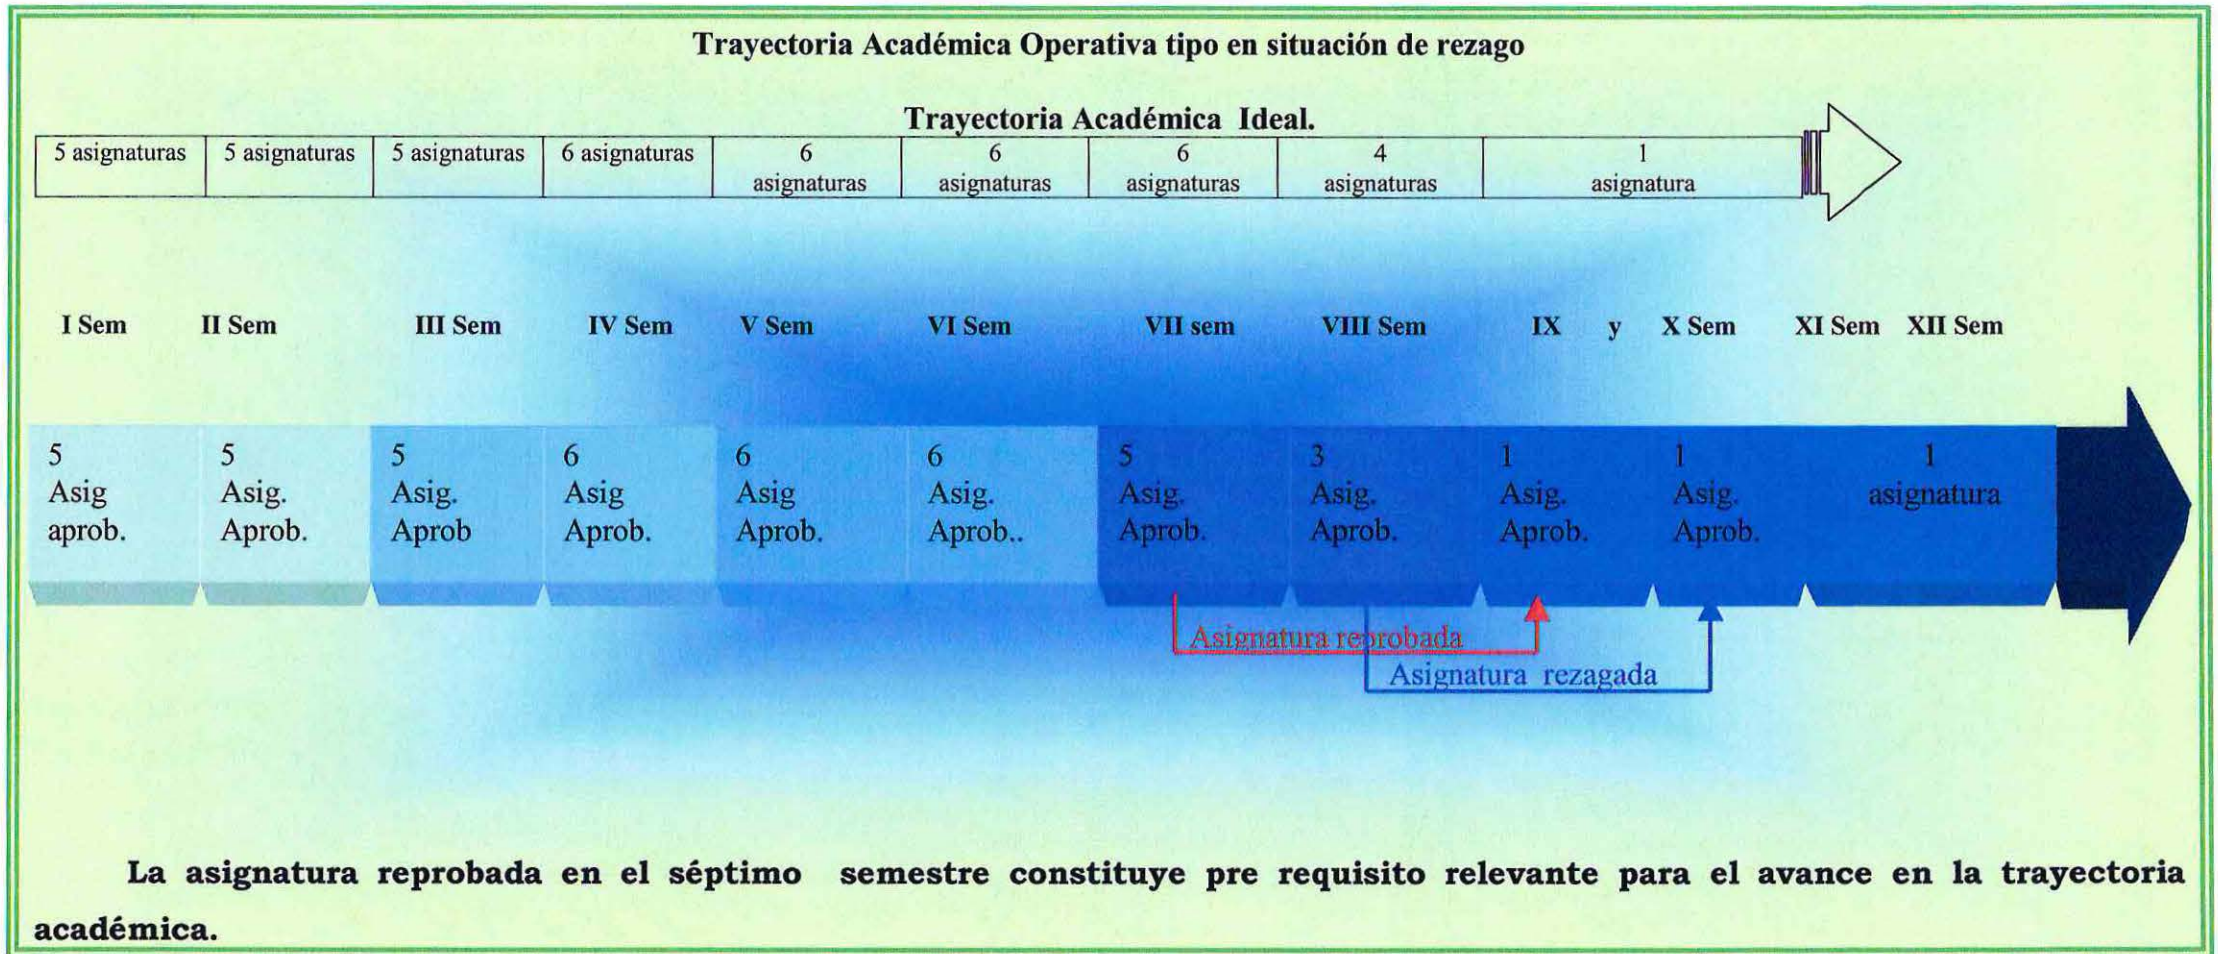 Trayectoria Académica Operativa tipo en situación de rezago
Trayectoria Académica Ideal.
5 asignaturas
5 asignaturas
5 asignaturas
6 asignaturas
6
asignaturas
6
asignaturas
6
asignaturas
4
asignaturas
1
asignatura
I Sem
II Sem
III Sem
IV Sem
V Sem
VI Sem
VII sem
VIII Sem
IX y X Sem
XI Sem
XII Sem
5
Asig
aprob.
5
Asig.
Aprob.
5
Asig.
Aprob
6
Asig
Aprob.
6
Asig
Aprob.
6
Asig.
Aprob..
5
Asig.
Aprob.
3
Asig.
Aprob.
1
Asig.
Aprob.
1
Asig.
Aprob.
1
asignatura
Asignatura reprobada
Asignatura rezagada
La asignatura reprobada en el séptimo semestre constituye pre requisito relevante para el avance en la trayectoria
académica.